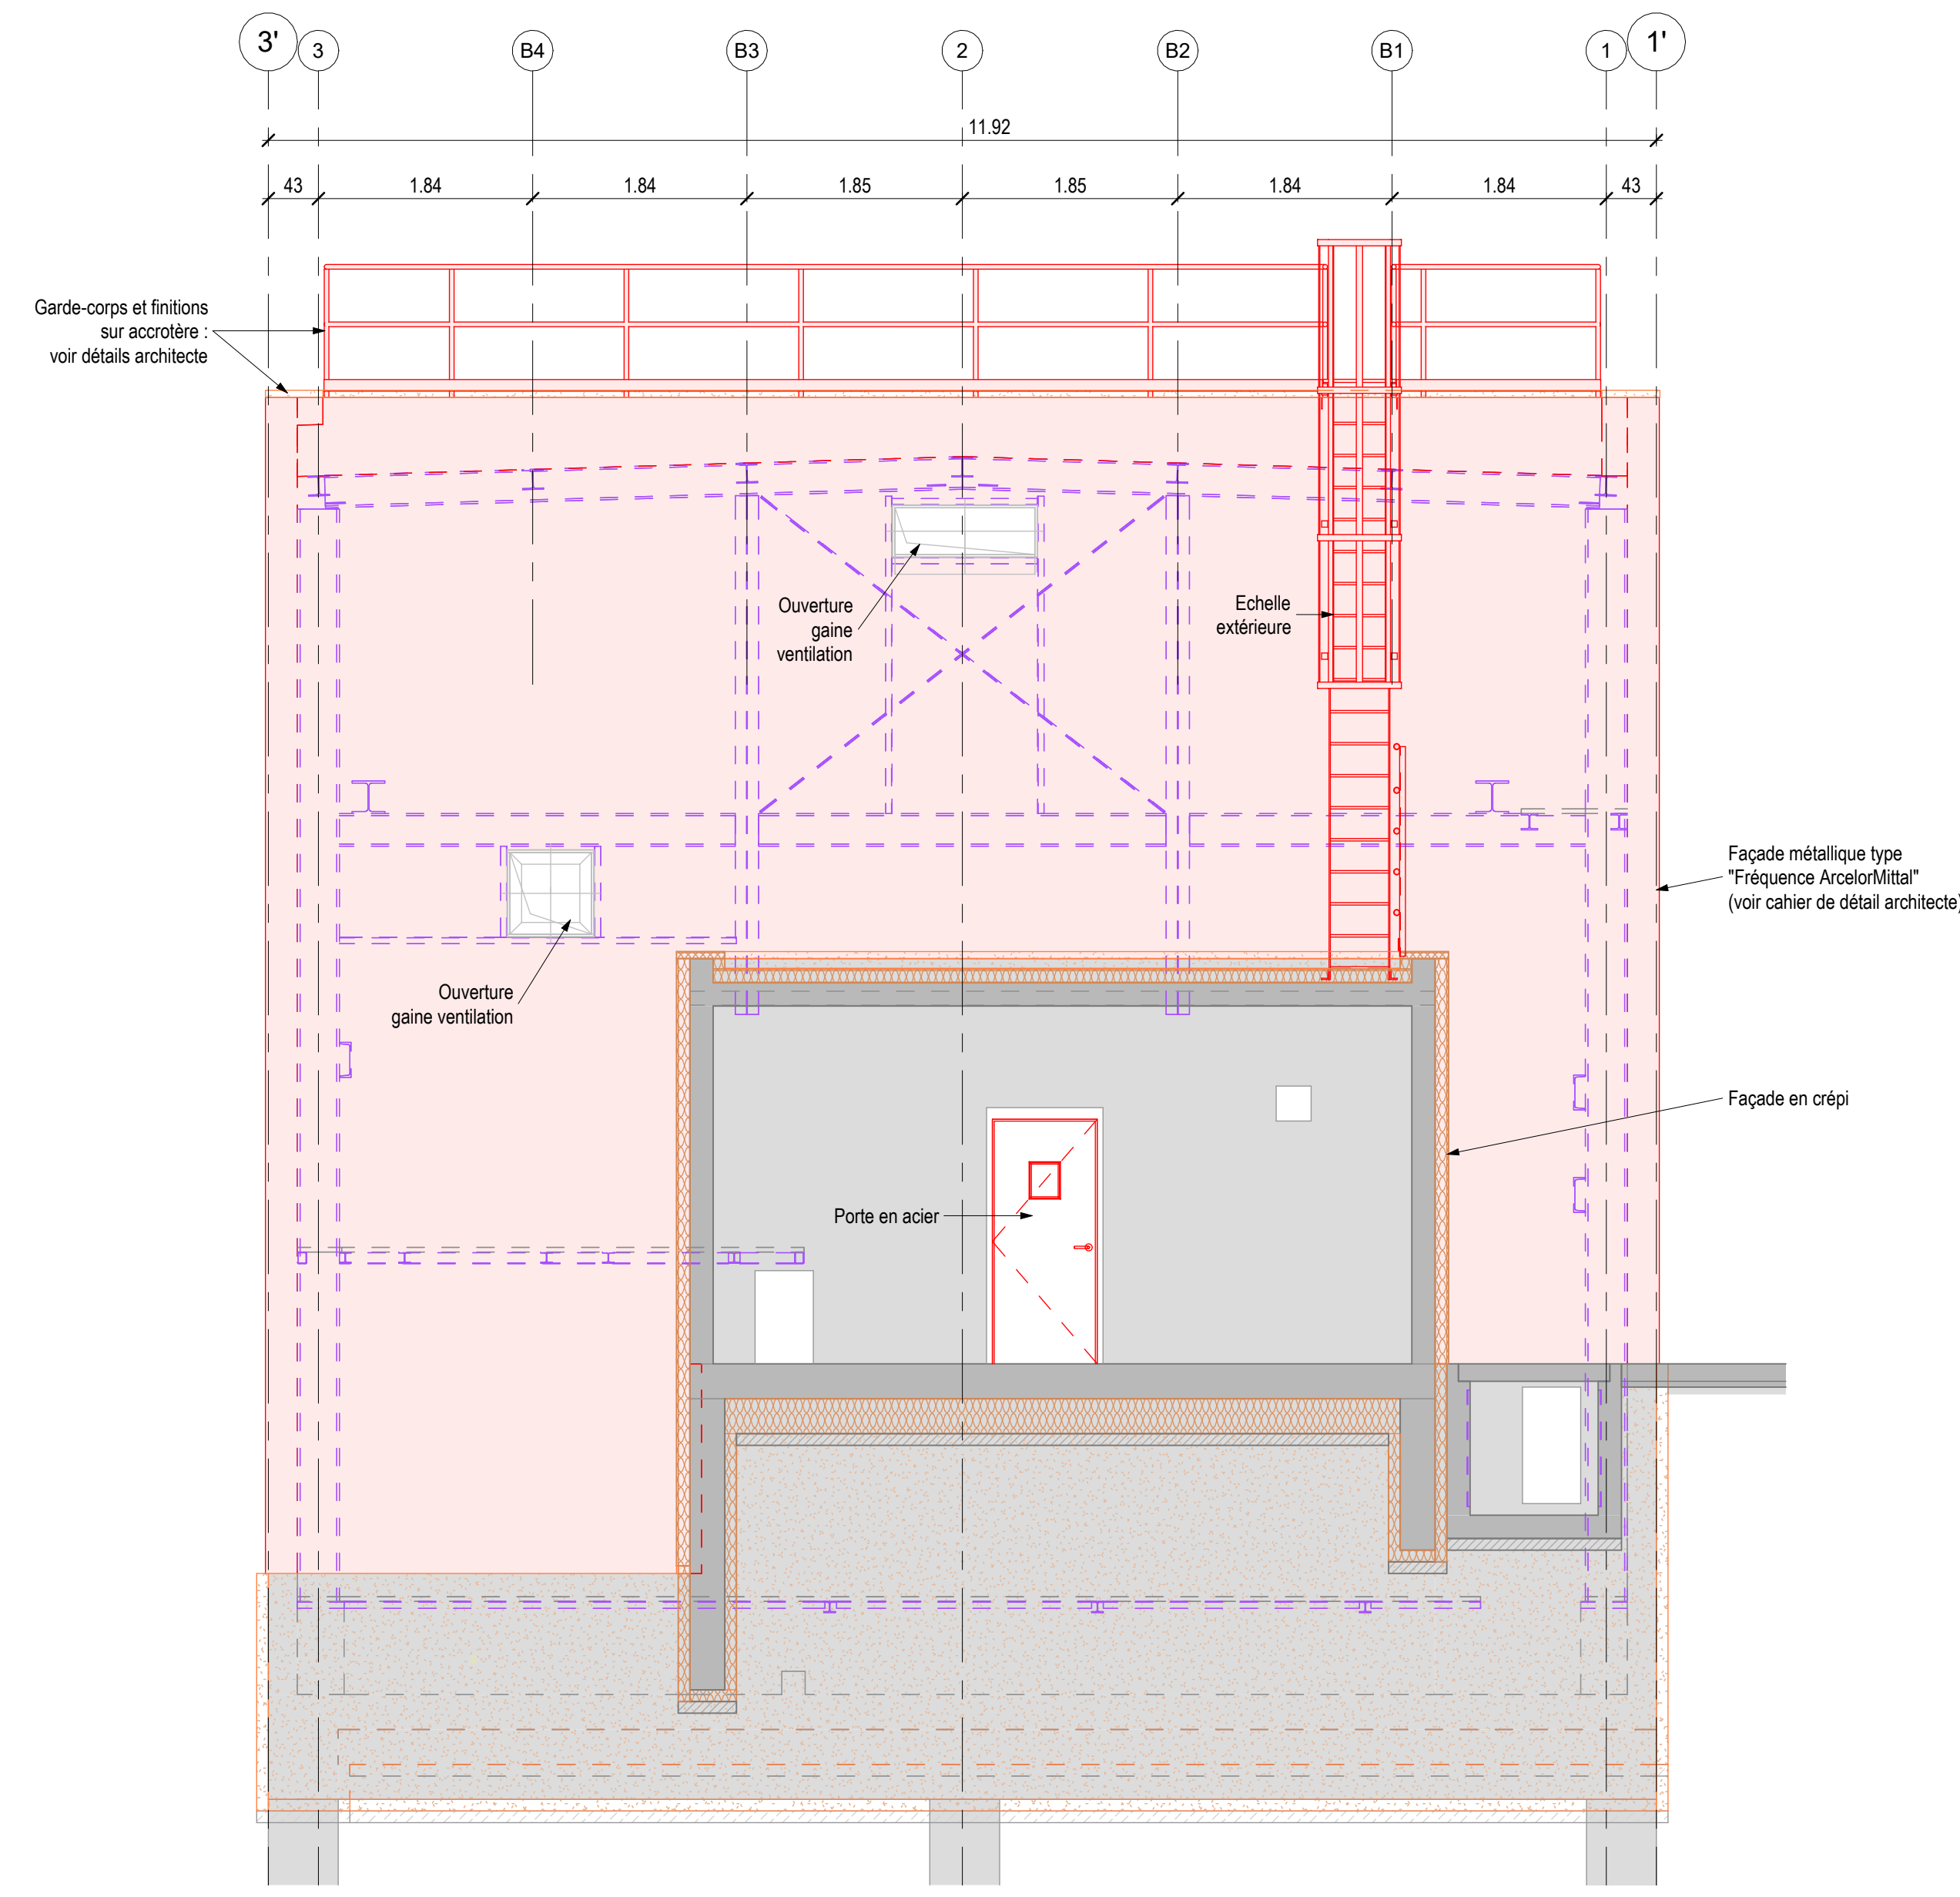 3' 3 B4 B3 2 B2 B1 1 1'
11.92
43 1.84 1.84 1.85 1.85 1.84 1.84 43
Garde-corps et finitions
sur accrotère :
voir détails architecte
Ouverture
gaine
ventilation
Echelle
extérieure
Façade métallique type
"Fréquence ArcelorMittal"
(voir cahier de détail architecte)
Ouverture
gaine ventilation
Façade en crépi
Porte en acier